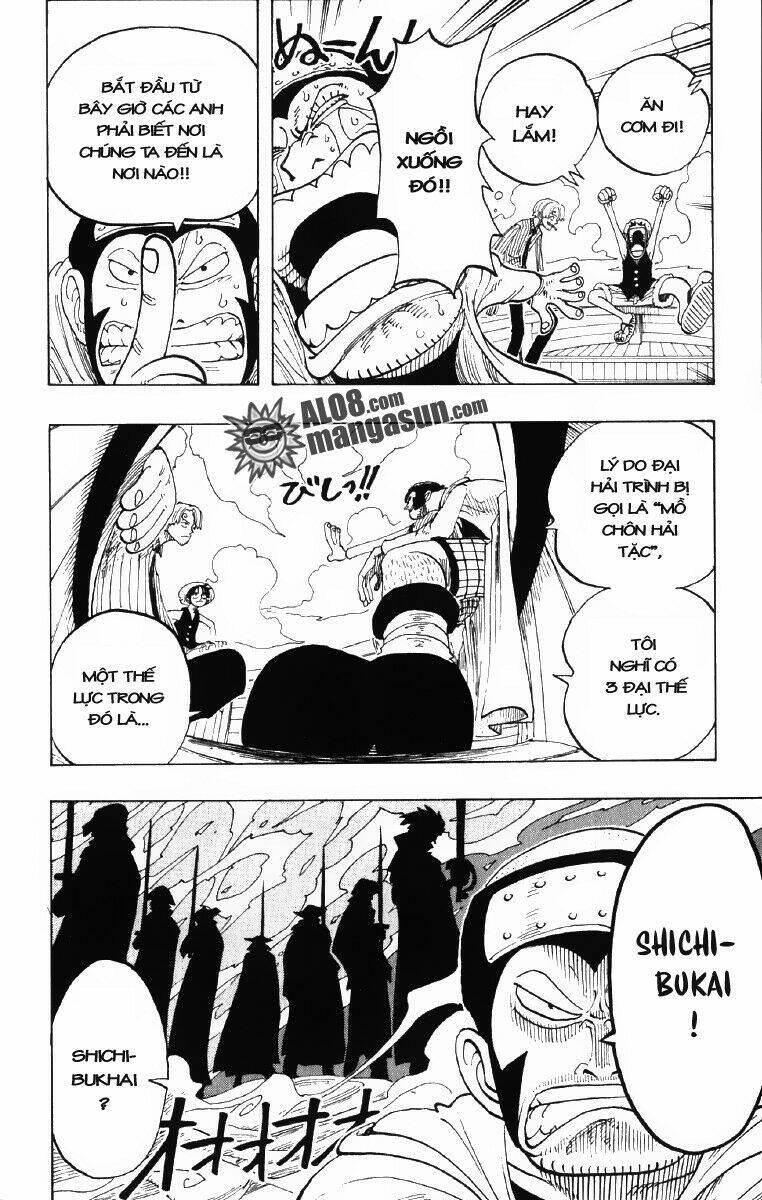 ĂN
CƠM ĐI!
HAY
LẮM!
NGỒI
XUỐNG
ĐÓ!!
ぬーん!
BẮT ĐẦU TỪ
BÂY GIỜ CÁC ANH
PHẢI BIẾT NƠI
CHÚNG TA ĐẾN LÀ
NƠI NÀO!!
AL08.com
mangasun.com
LÝ DO ĐẠI
HẢI TRÌNH BỊ
GỌI LÀ "MỒ
CHÔN HẢI
TẶC",
びしっ!!
TÔI
NGHĨ CÓ
3 ĐẠI THẾ
LỰC.
MỘT THẾ
LỰC TRONG
ĐÓ LÀ...
SHICHI-
BUKAI
!
SHICHI-
BUKHAI
?
オオオオオ